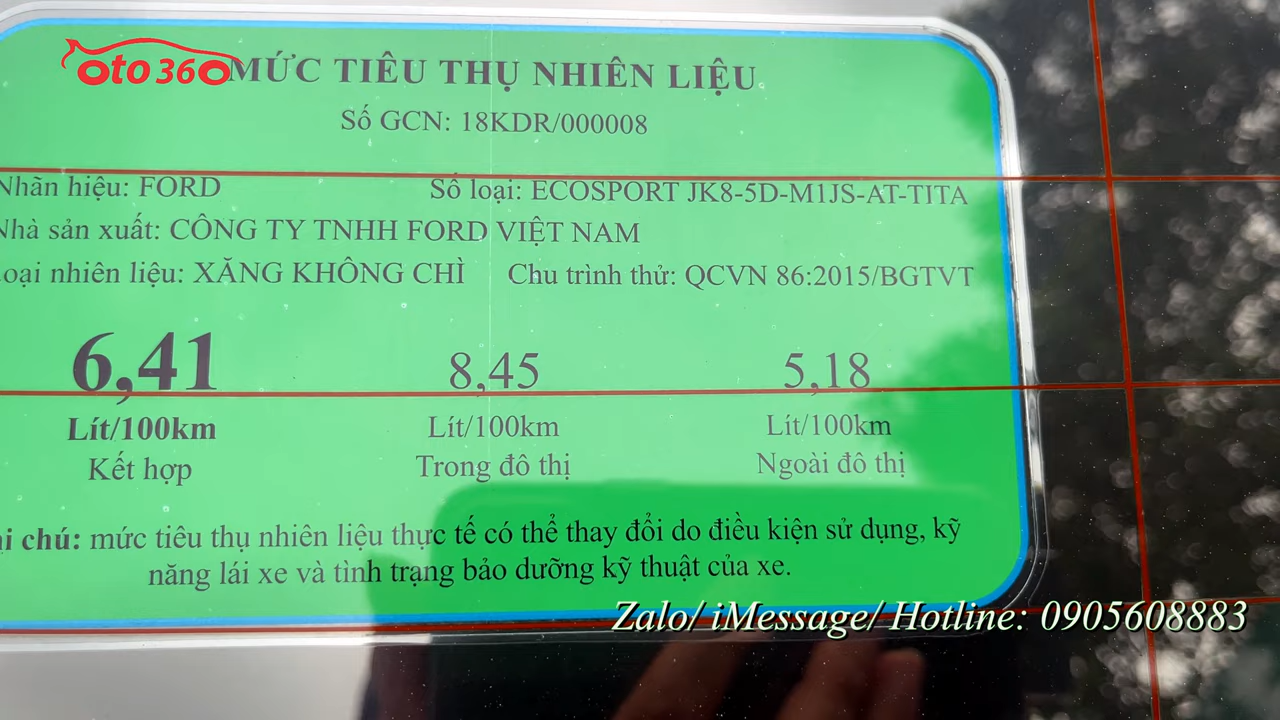 oto 360
MỨC TIÊU THỤ NHIÊN LIỆU
Số GCN: 18KDR/000008
Nhãn hiệu: FORD Số loại: ECOSPORT JK8-5D-M1JS-AT-TITA
Nhà sản xuất: CÔNG TY TNHH FORD VIỆT NAM
oại nhiên liệu: XĂNG KHÔNG CHÌ Chu trình thử: QCVN 86:2015/BGTVT
6,41 8,45 5,18
Lít/100km Lít/100km Lít/100km
Kết hợp Trong đô thị Ngoài đô thị
i chú: mức tiêu thụ nhiên liệu thực tế có thể thay đổi do điều kiện sử dụng, kỹ
năng lái xe và tình trạng bảo dưỡng kỹ thuật của xe.
Zalo/ iMessage/ Hotline: 0905608883